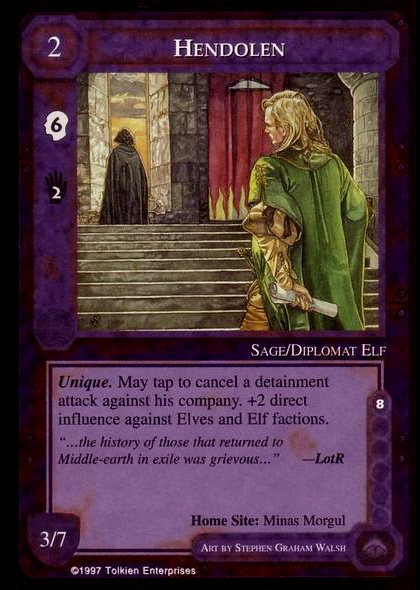 2
HENDOLEN
6
2
SAGE/DIPLOMAT ELF
Unique. May tap to cancel a detainment
attack against his company. +2 direct
influence against Elves and Elf factions.
8
“...the history of those that returned to
Middle-earth in exile was grievous...” —LotR
Home Site: Minas Morgul
3/7
ART BY STEPHEN GRAHAM WALSH
©1997 Tolkien Enterprises